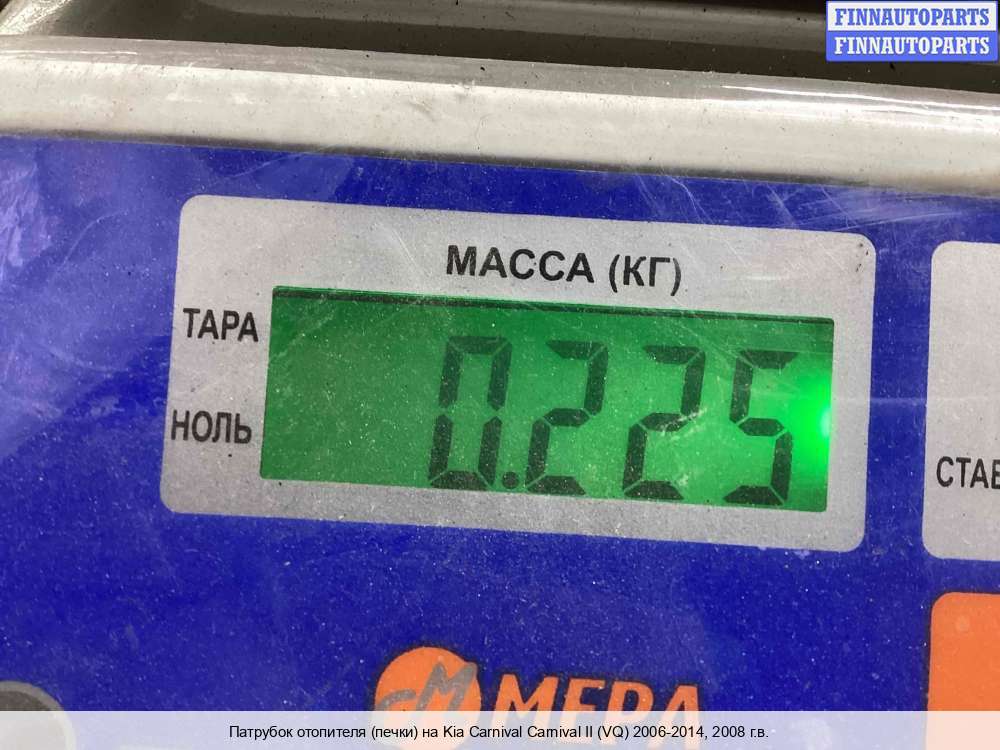 FINNAUTOPARTS
FINNAUTOPARTS
МАССА (КГ)
ТАРА
0.225
НОЛЬ
МЕРА
Патрубок отопителя (печки) на Kia Carnival Carnival II (VQ) 2006-2014, 2008 г.в.